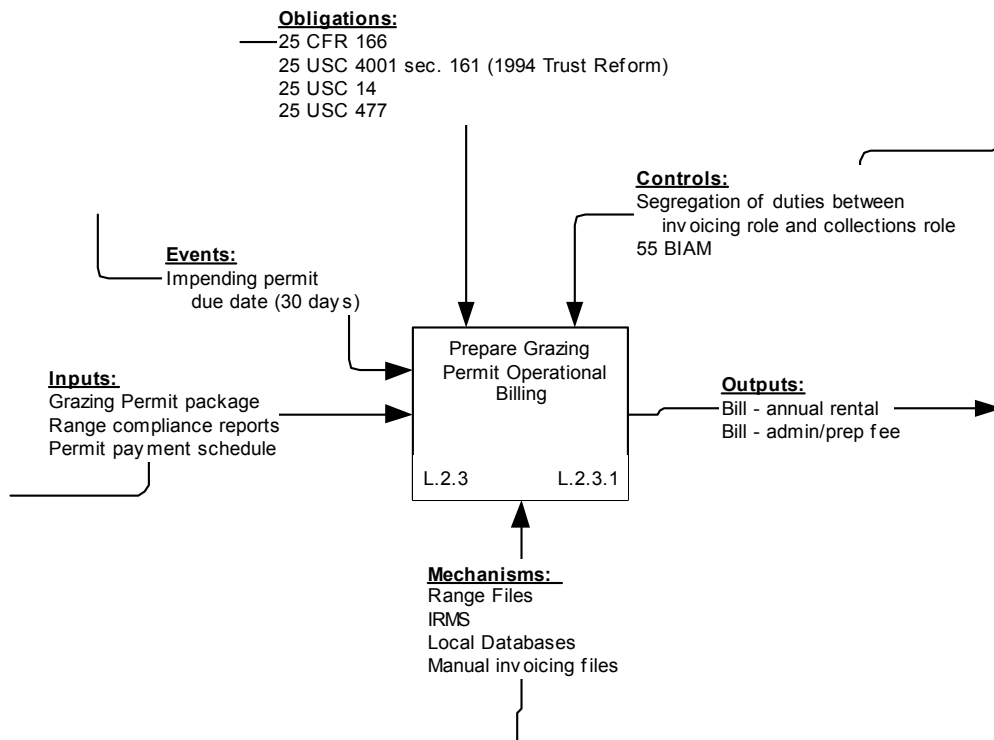 Obligations:
25 CFR 166
25 USC 4001 sec. 161 (1994 Trust Reform)
25 USC 14
25 USC 477
Controls:
Segregation of duties between
invoicing role and collections role
55 BIAM
Events:
Impending permit
due date (30 days)
Prepare Grazing
Permit Operational
Billing
L.2.3 L.2.3.1
Inputs:
Grazing Permit package
Range compliance reports
Permit payment schedule
Outputs:
Bill - annual rental
Bill - admin/prep fee
Mechanisms:
Range Files
IRMS
Local Databases
Manual invoicing files